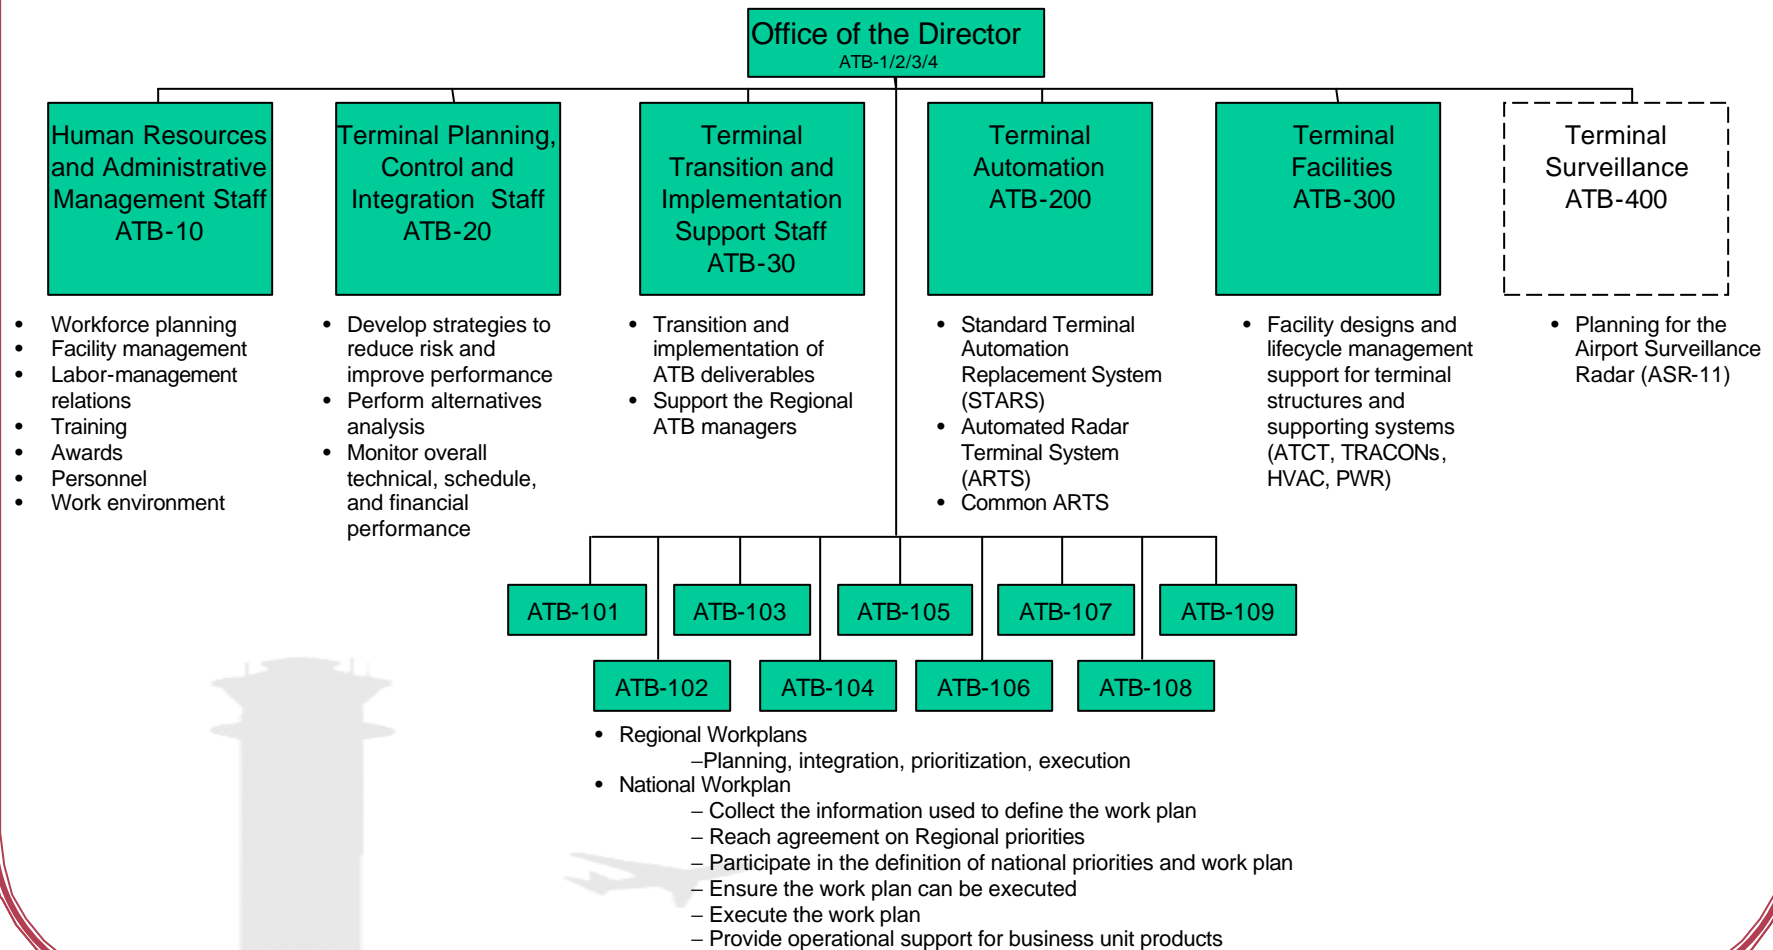 Office of the Director
ATB-1/2/3/4
Human Resources
and Administrative
Management Staff
ATB-10
Terminal Planning,
Control and
Integration Staff
ATB-20
Terminal
Transition and
Implementation
Support Staff
ATB-30
Terminal
Automation
ATB-200
Terminal
Facilities
ATB-300
Terminal
Surveillance
ATB-400
• Workforce planning
• Facility management
• Labor-management
relations
• Training
• Awards
• Personnel
• Work environment
• Develop strategies to
reduce risk and
improve performance
• Perform alternatives
analysis
• Monitor overall
technical, schedule,
and financial
performance
• Transition and
implementation of
ATB deliverables
• Support the Regional
ATB managers
• Standard Terminal
Automation
Replacement System
(STARS)
• Automated Radar
Terminal System
(ARTS)
• Common ARTS
• Facility designs and
lifecycle management
support for terminal
structures and
supporting systems
(ATCT, TRACONs,
HVAC, PWR)
• Planning for the
Airport Surveillance
Radar (ASR-11)
ATB-101
ATB-103
ATB-105
ATB-107
ATB-109
ATB-102
ATB-104
ATB-106
ATB-108
• Regional Workplans
–Planning, integration, prioritization, execution
• National Workplan
– Collect the information used to define the work plan
– Reach agreement on Regional priorities
– Participate in the definition of national priorities and work plan
– Ensure the work plan can be executed
– Execute the work plan
– Provide operational support for business unit products